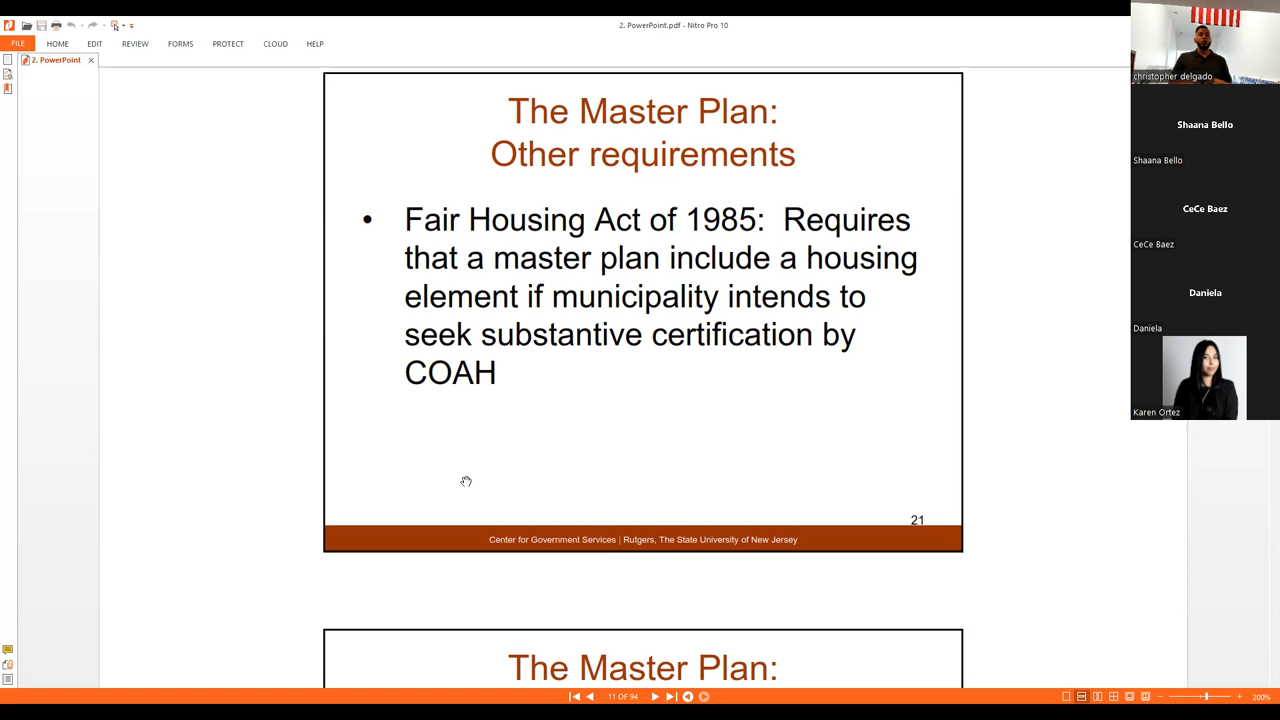 2. PowerPoint.pdf - Nitro Pro 10
FILE HOME EDIT REVIEW FORMS PROTECT CLOUD HELP
2. PowerPoint
The Master Plan:
Other requirements
• Fair Housing Act of 1985: Requires
that a master plan include a housing
element if municipality intends to
seek substantive certification by
COAH
21
Center for Government Services | Rutgers, The State University of New Jersey
The Master Plan:
11 OF 94
200%
christopher delgado
Shaana Bello
Shaana Bello
CeCe Baez
CeCe Baez
Daniela
Daniela
Karen Ortez